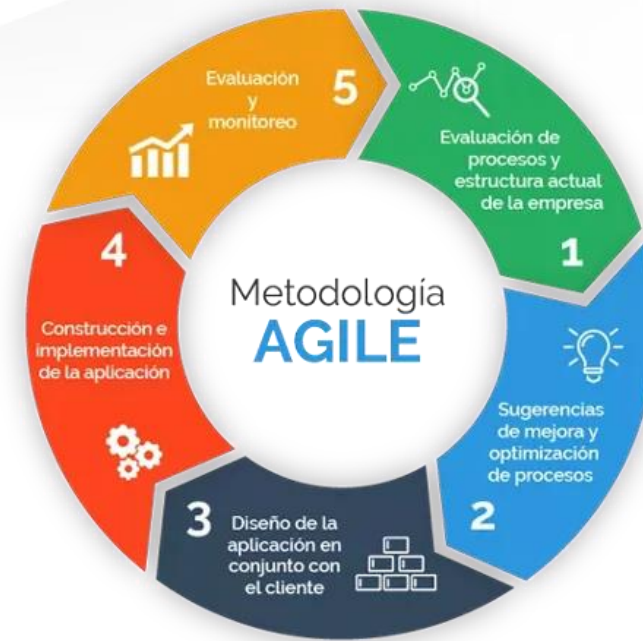 Metodología
AGILE
Evaluación de
procesos y
estructura actual
de la empresa
1
Sugerencias
de mejora y
optimización
de procesos
2
3
Diseño de la
aplicación en
conjunto con
el cliente
4
Construcción e
implementación
de la aplicación
Evaluación
y
monitoreo
5